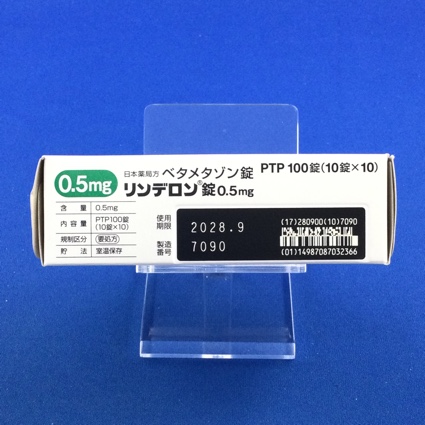 0.5mg
日本薬局方 ベタメタゾン錠 PTP 100錠(10錠×10)
リンデロン®錠0.5mg
含 量 0.5mg
内 容 量 PTP100錠
(10錠×10)
規制区分 要処方
貯 法 室温保存
使用
期限 2028.9
製造
番号 7090
(17)280900(10)7090
(01)14987087032366